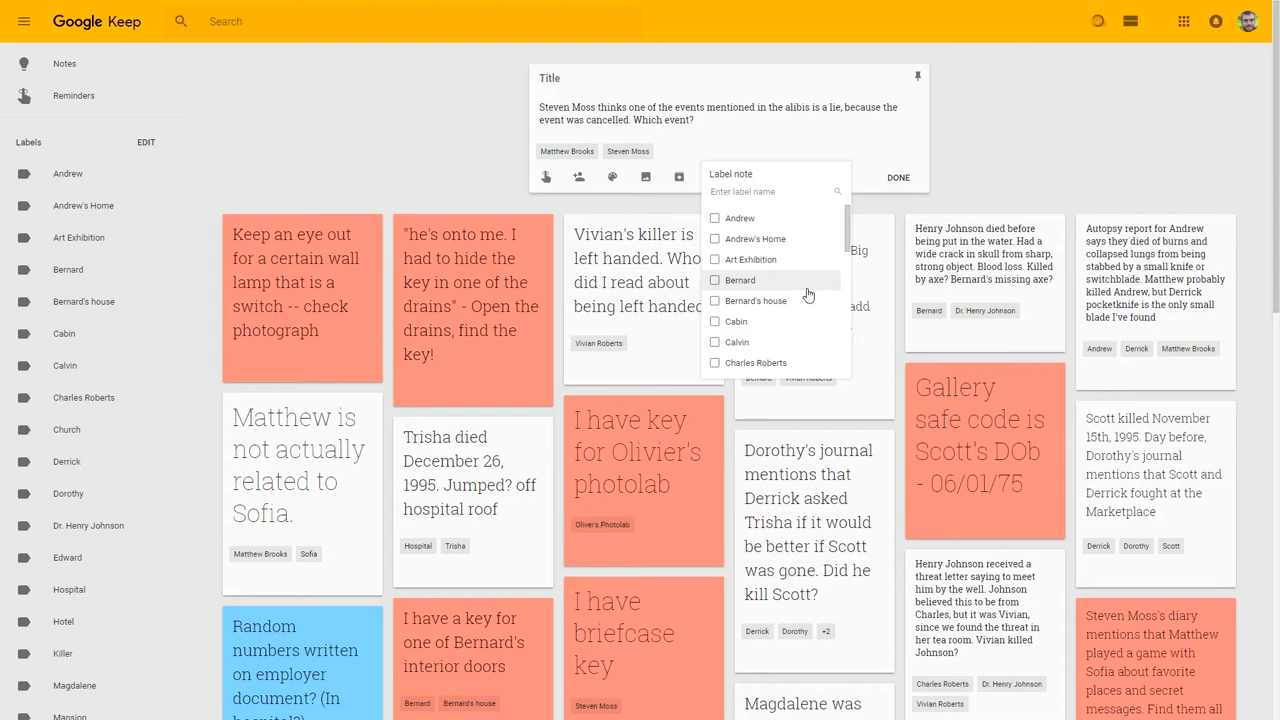 Google Keep
Search
Notes
Reminders
Labels
EDIT
Andrew
Andrew's Home
Art Exhibition
Bernard
Bernard's house
Cabin
Calvin
Charles Roberts
Church
Derrick
Dorothy
Dr. Henry Johnson
Edward
Hospital
Hotel
Killer
Magdalene
Mansion
Title
Steven Moss thinks one of the events mentioned in the alibis is a lie, because the
event was cancelled. Which event?
Matthew Brooks
Steven Moss
DONE
Label note
Enter label name
Andrew
Andrew's Home
Art Exhibition
Bernard
Bernard's house
Cabin
Calvin
Charles Roberts
Keep an eye out
for a certain wall
lamp that is a
switch -- check
photograph
Matthew is
not actually
related to
Sofia.
Matthew Brooks
Sofia
Random
numbers written
on employer
document? (In
"he's onto me. I
had to hide the
key in one of the
drains" - Open the
drains, find the
key!
Trisha died
December 26,
1995. Jumped? off
hospital roof
Hospital
Trisha
I have a key for
one of Bernard's
interior doors
Bernard
Bernard's house
Vivian's killer is
left handed. Who
did I read about
being left handed
Vivian Roberts
I have key
for Olivier's
photolab
Oliver's Photolab
I have
briefcase
key
Steven Moss
Big
add
Bernard
Vivian Roberts
Dorothy's journal
mentions that
Derrick asked
Trisha if it would
be better if Scott
was gone. Did he
kill Scott?
Derrick
Dorothy
+2
Magdalene was
Henry Johnson died before
being put in the water. Had a
wide crack in skull from
sharp, strong object. Blood loss. Killed
by axe? Bernard's missing axe?
Bernard
Dr. Henry Johnson
Gallery
safe code is
Scott's DOb
- 06/01/75
Henry Johnson received a
threat letter saying to meet
him by the well. Johnson
believed this to be from
Charles, but it was Vivian,
since we found the threat in
her tea room. Vivian killed
Johnson?
Charles Roberts
Dr. Henry Johnson
Vivian Roberts
Autopsy report for Andrew
says they died of burns and
collapsed lungs from being
stabbed by a small knife or
switchblade. Matthew probably
killed Andrew, but Derrick
pocketknife is the only small
blade I've found
Andrew
Derrick
Matthew Brooks
Scott killed November
15th, 1995. Day before,
Dorothy's journal
mentions that Scott and
Derrick fought at the
Marketplace
Derrick
Dorothy
Scott
Steven Moss's diary
mentions that Matthew
played a game with
Sofia about favorite
places and secret
messages. Find them all